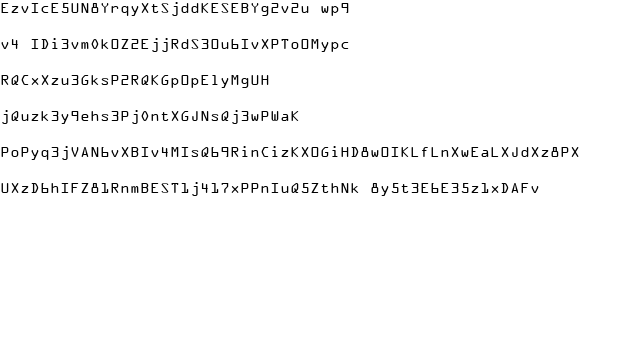 EzvIcE5UN8YrqyXtSjddKESEBYg2v2u wp9
v4 IDi3vm0kOZ2EjjRdS3Ou6IvXPToOMypc
RQCxXzu3GksP2RQKGpOpE1yMgUH
jQuzk3y9ehs3Pj0ntXGJNsQj3wPWaK
PoPyq3jVAN6vXBIv4MIsQ69RinCizKXOGiHD8wOIKLfLnXwEaLXJdXz8PX
UXzD6hIFZ81RnmBEST1j417xPPnIuQ5ZthNk 8y5t3E6E35z1xDAFv